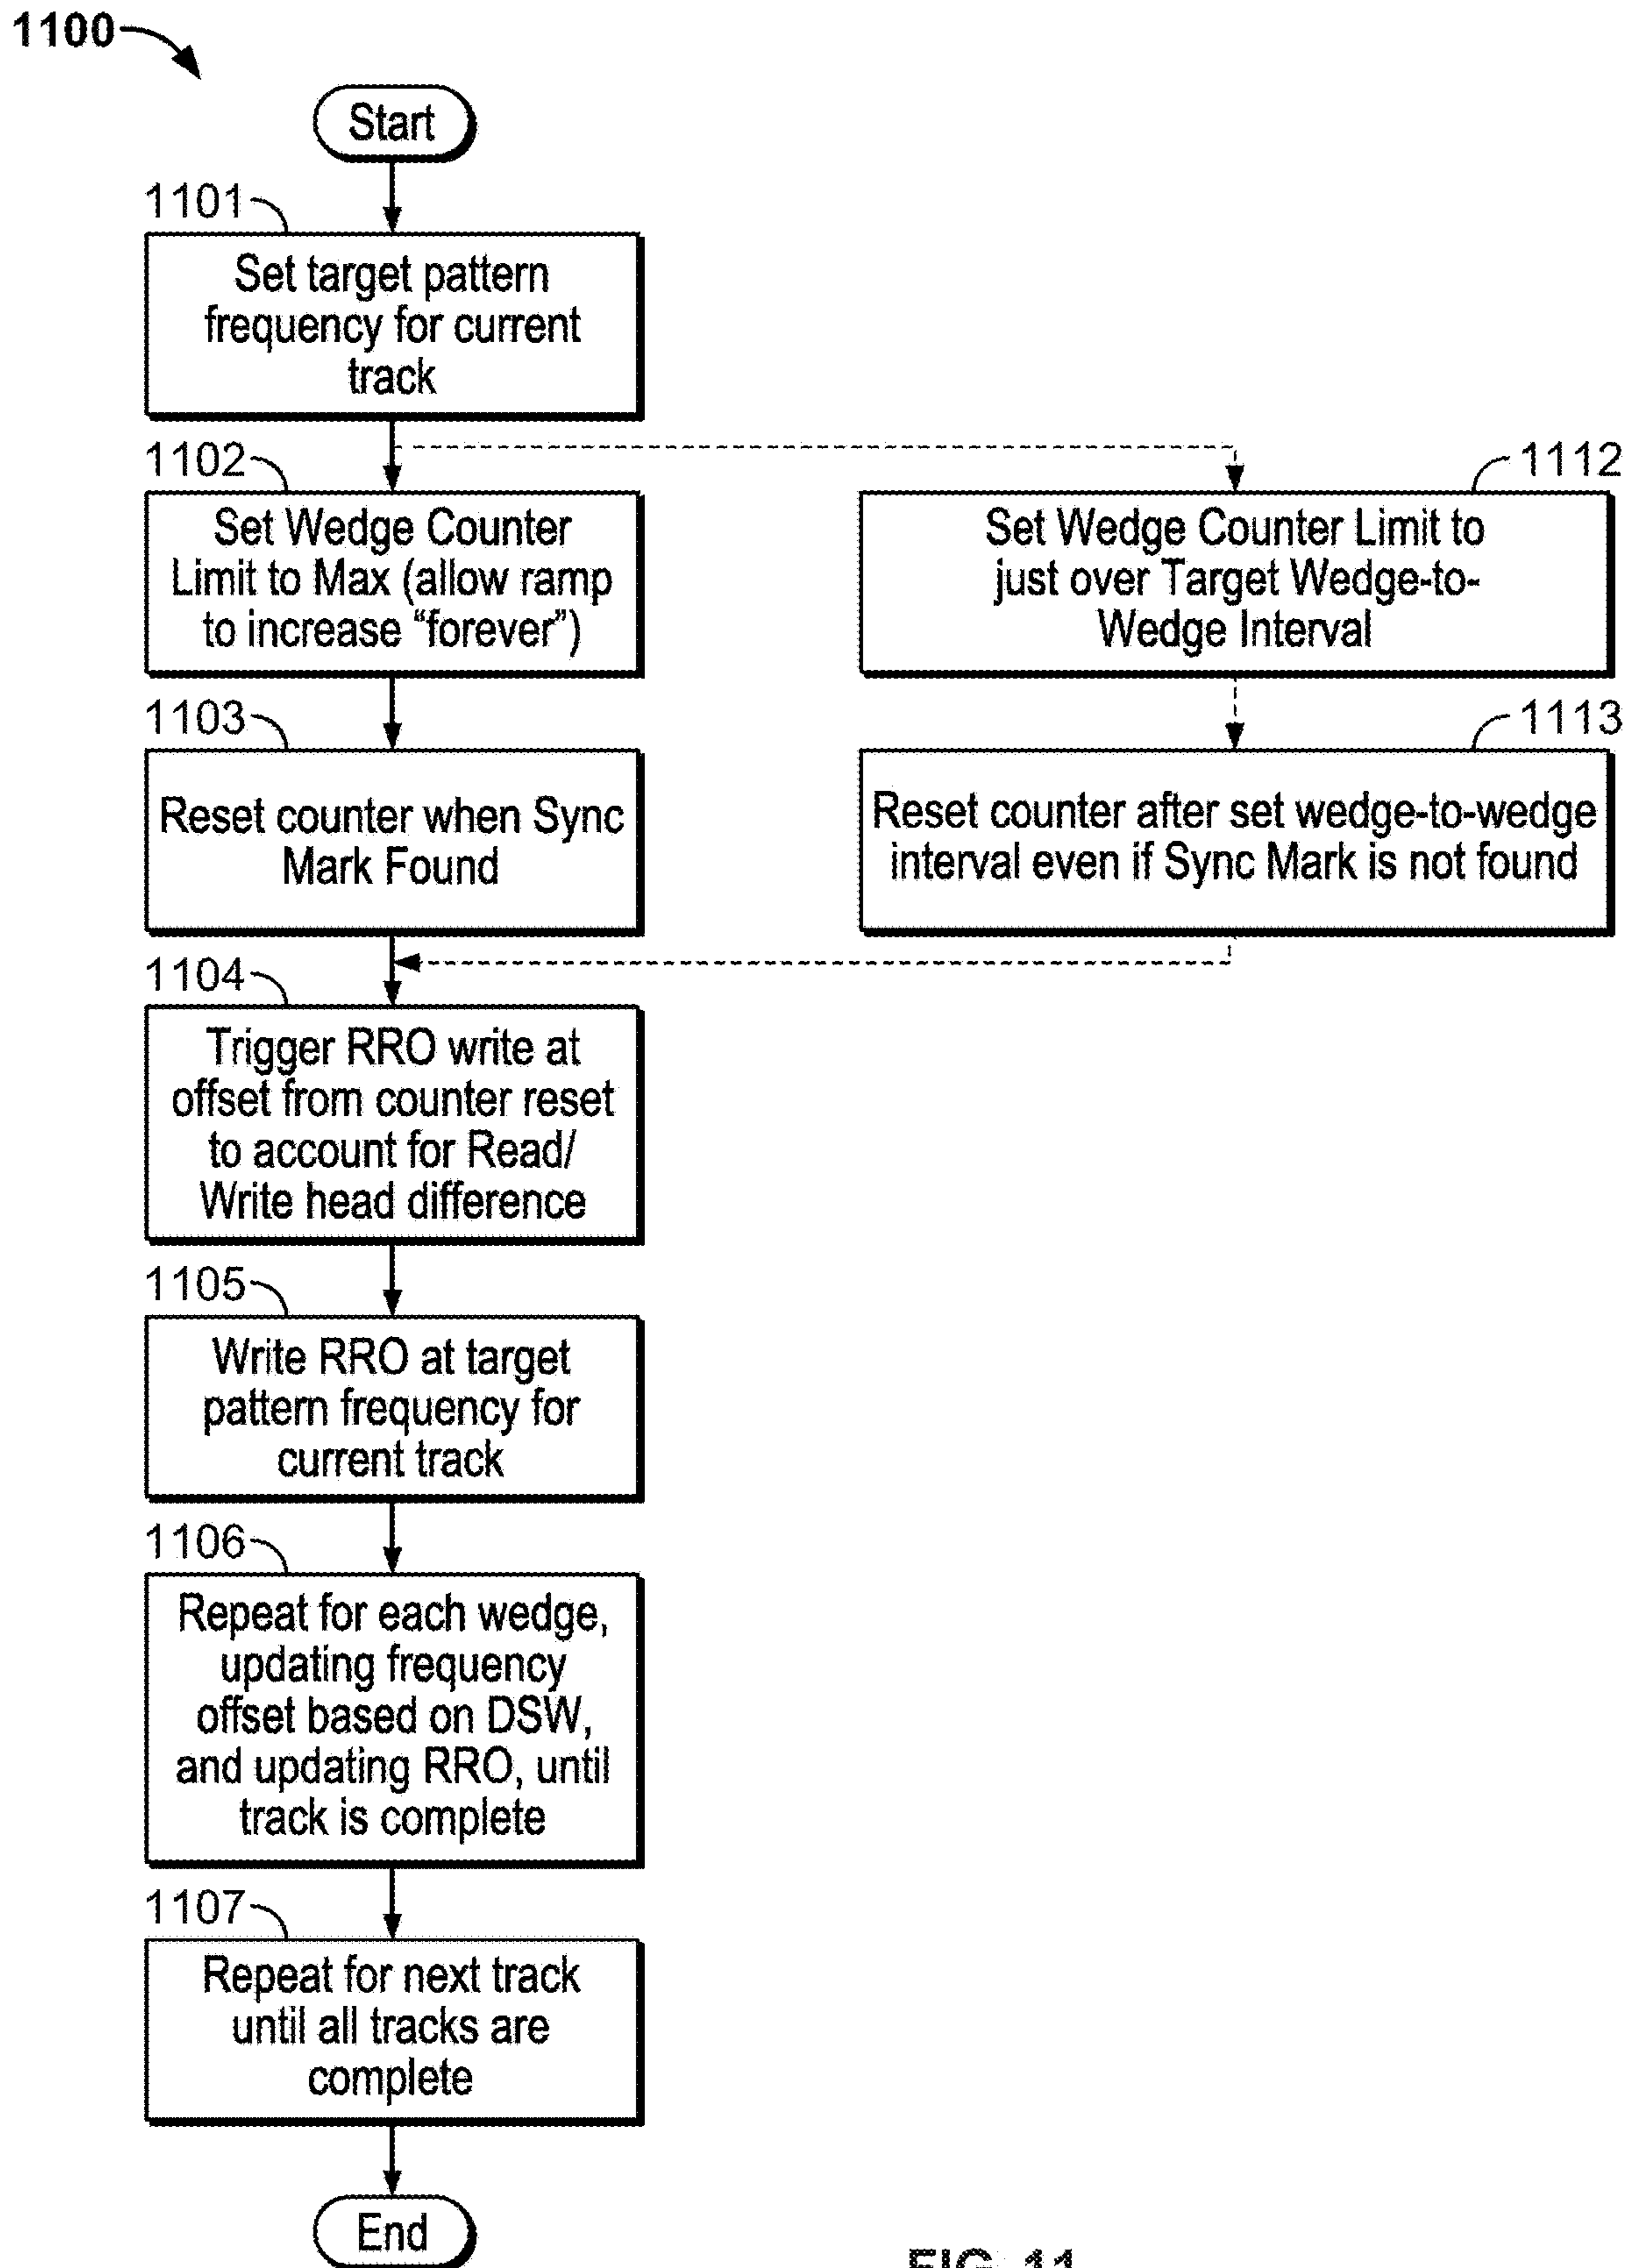 1100
Start
1101
Set target pattern
frequency for current
track
1102
Set Wedge Counter
Limit to Max (allow ramp
to increase “forever”)
1112
Set Wedge Counter Limit to
just over Target Wedge-to-
Wedge Interval
1103
Reset counter when Sync
Mark Found
1113
Reset counter after set wedge-to-wedge
interval even if Sync Mark is not found
1104
Trigger RRO write at
offset from counter reset
to account for Read/
Write head difference
1105
Write RRO at target
pattern frequency for
current track
1106
Repeat for each wedge,
updating frequency
offset based on DSW,
and updating RRO, until
track is complete
1107
Repeat for next track
until all tracks are
complete
End
FIG. 11